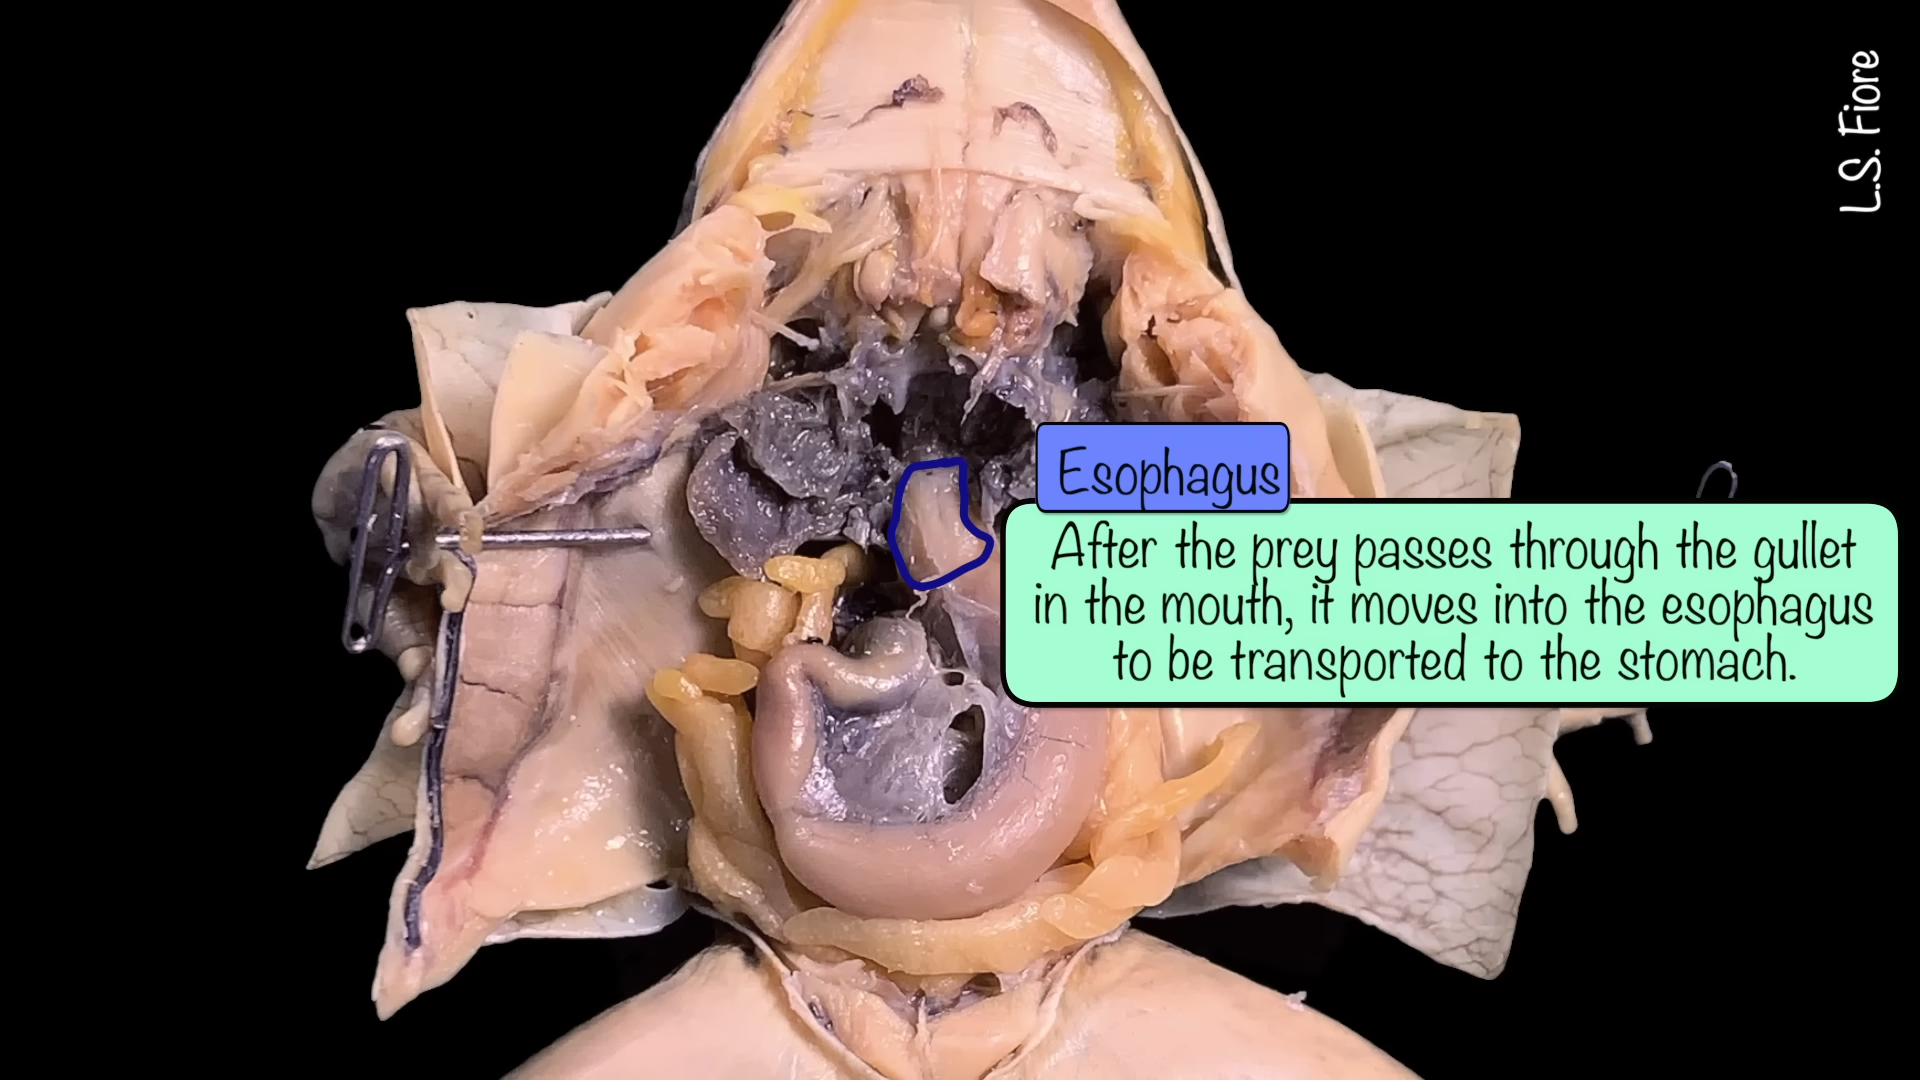 L.S. Fiore
Esophagus
After the prey passes through the gullet
in the mouth, it moves into the esophagus
to be transported to the stomach.